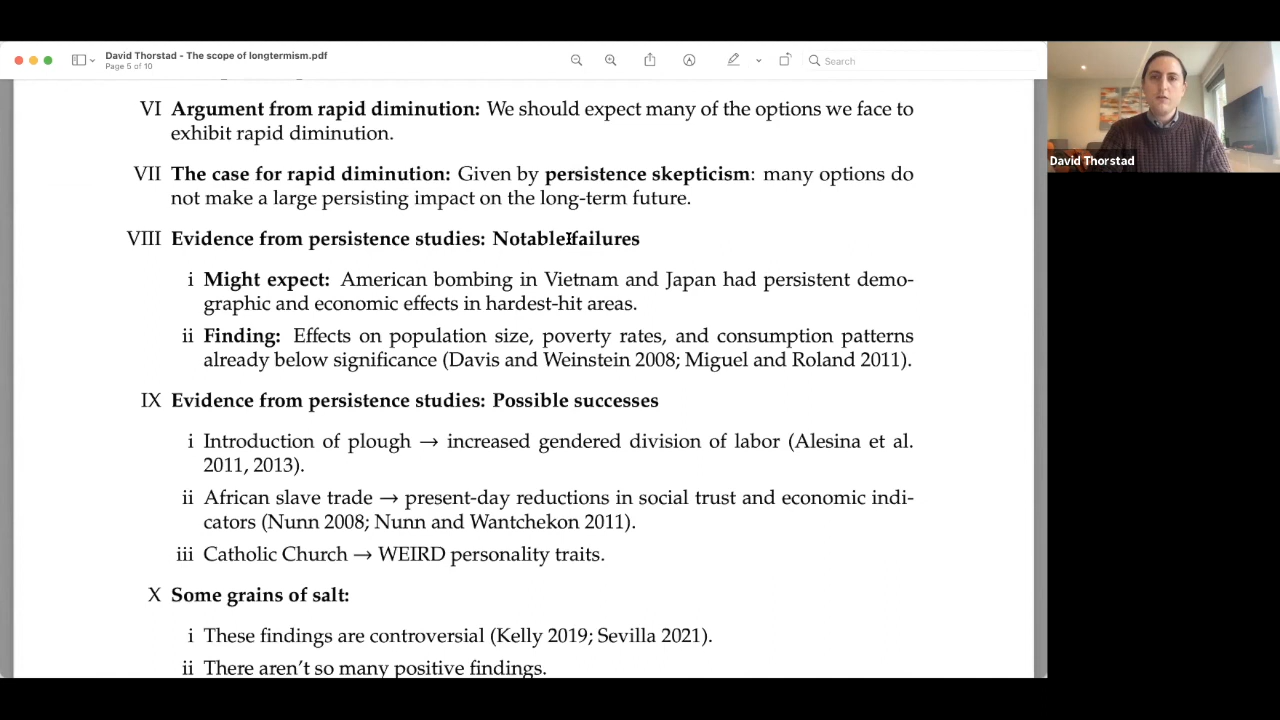 David Thorstad - The scope of longtermism.pdf
Page 5 of 10
Search
VI Argument from rapid diminution: We should expect many of the options we face to
exhibit rapid diminution.
VII The case for rapid diminution: Given by persistence skepticism: many options do
not make a large persisting impact on the long-term future.
VIII Evidence from persistence studies: Notable failures
i Might expect: American bombing in Vietnam and Japan had persistent demo-
graphic and economic effects in hardest-hit areas.
ii Finding: Effects on population size, poverty rates, and consumption patterns
already below significance (Davis and Weinstein 2008; Miguel and Roland 2011).
IX Evidence from persistence studies: Possible successes
i Introduction of plough → increased gendered division of labor (Alesina et al.
2011, 2013).
ii African slave trade → present-day reductions in social trust and economic indi-
cators (Nunn 2008; Nunn and Wantchekon 2011).
iii Catholic Church → WEIRD personality traits.
X Some grains of salt:
i These findings are controversial (Kelly 2019; Sevilla 2021).
ii There aren't so many positive findings.
David Thorstad